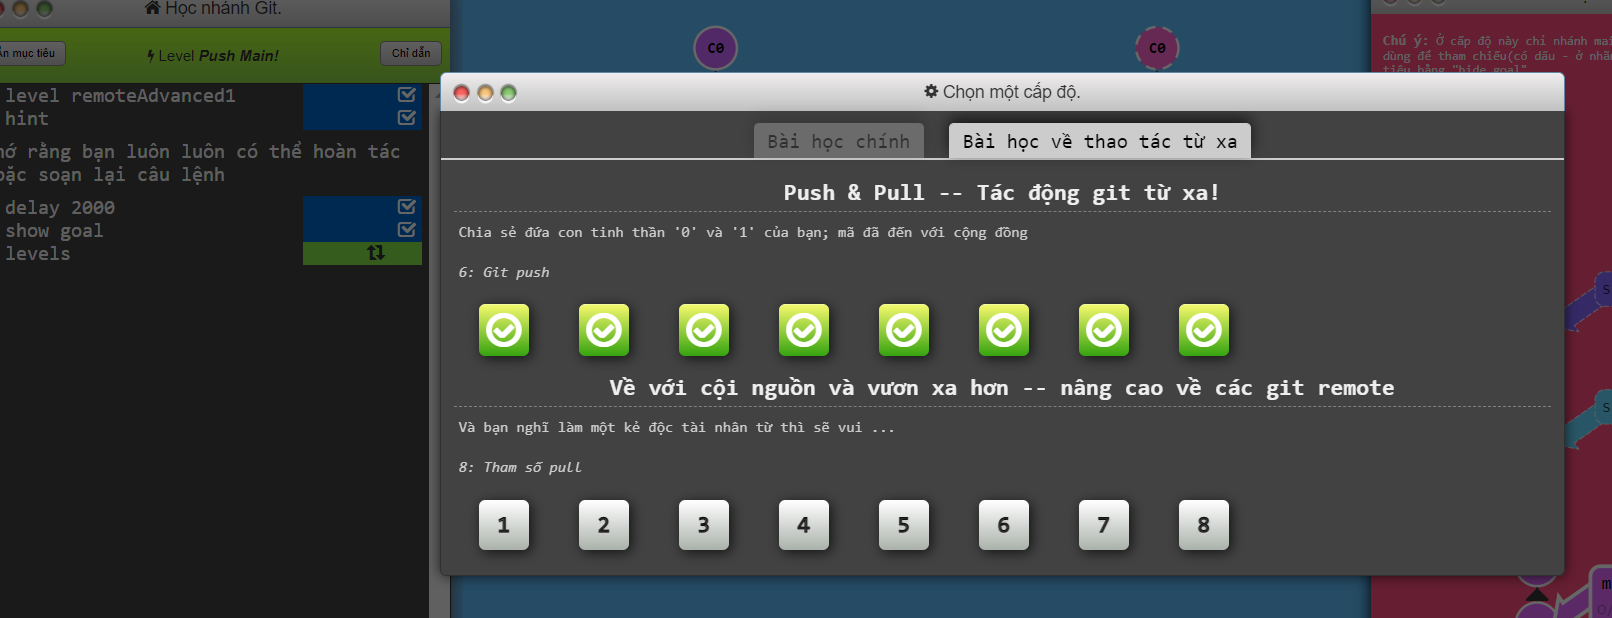 Học nhánh Git.
mục tiêu
Level Push Main!
Chỉ dẫn
level remoteAdvanced1
hint
rằng bạn luôn luôn có thể hoàn tác
soạn lại câu lệnh
delay 2000
show goal
levels
C0
C0
Chú ý: Ở cấp độ này chỉ nhánh
dùng để tham chiếu(có dấu - ở
bằng "hide goal"
Chọn một cấp độ.
Bài học chính
Bài học về thao tác từ xa
Push & Pull -- Tác động git từ xa!
Chia sẻ đứa con tinh thần '0' và '1' của bạn; mã đã đến với cộng đồng
6: Git push
Về với cội nguồn và vươn xa hơn -- nâng cao về các git remote
Và bạn nghĩ làm một kẻ độc tài nhân từ thì sẽ vui ...
8: Tham số pull
1 2 3 4 5 6 7 8